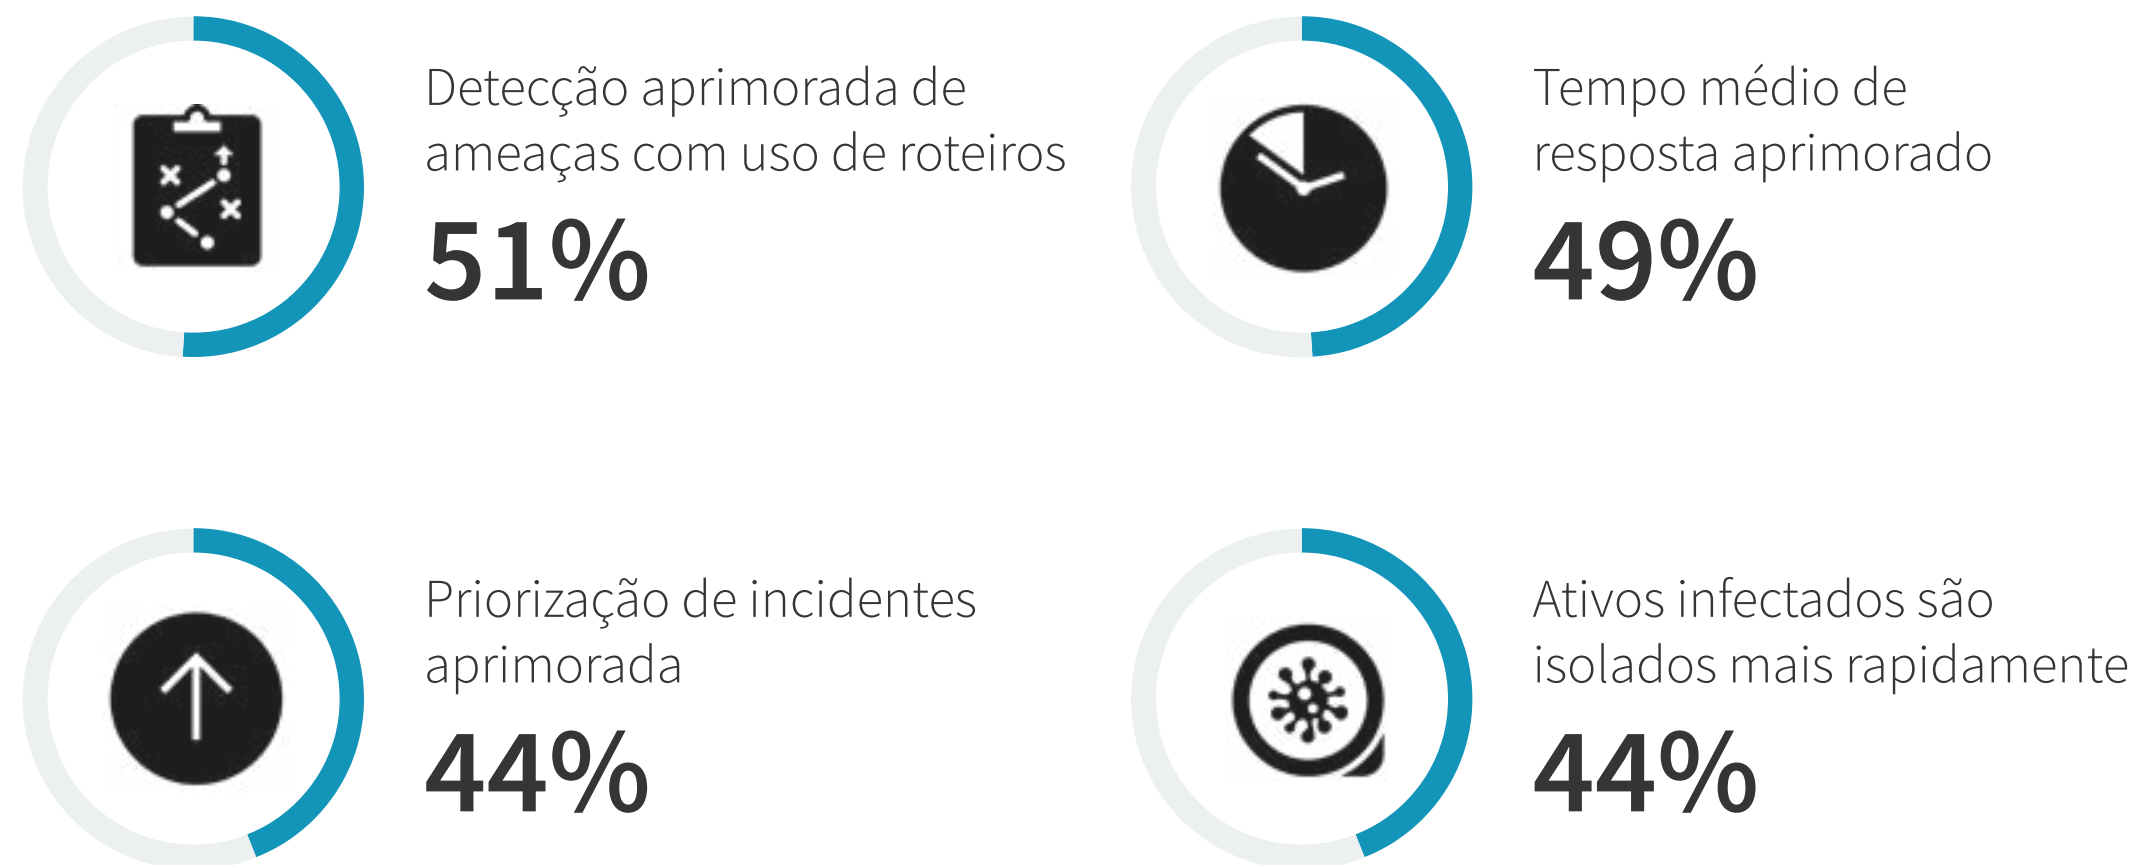 Detecção aprimorada de
ameaças com uso de roteiros
51%
Tempo médio de
resposta aprimorado
49%
Priorização de incidentes
aprimorada
44%
Ativos infectados são
isolados mais rapidamente
44%